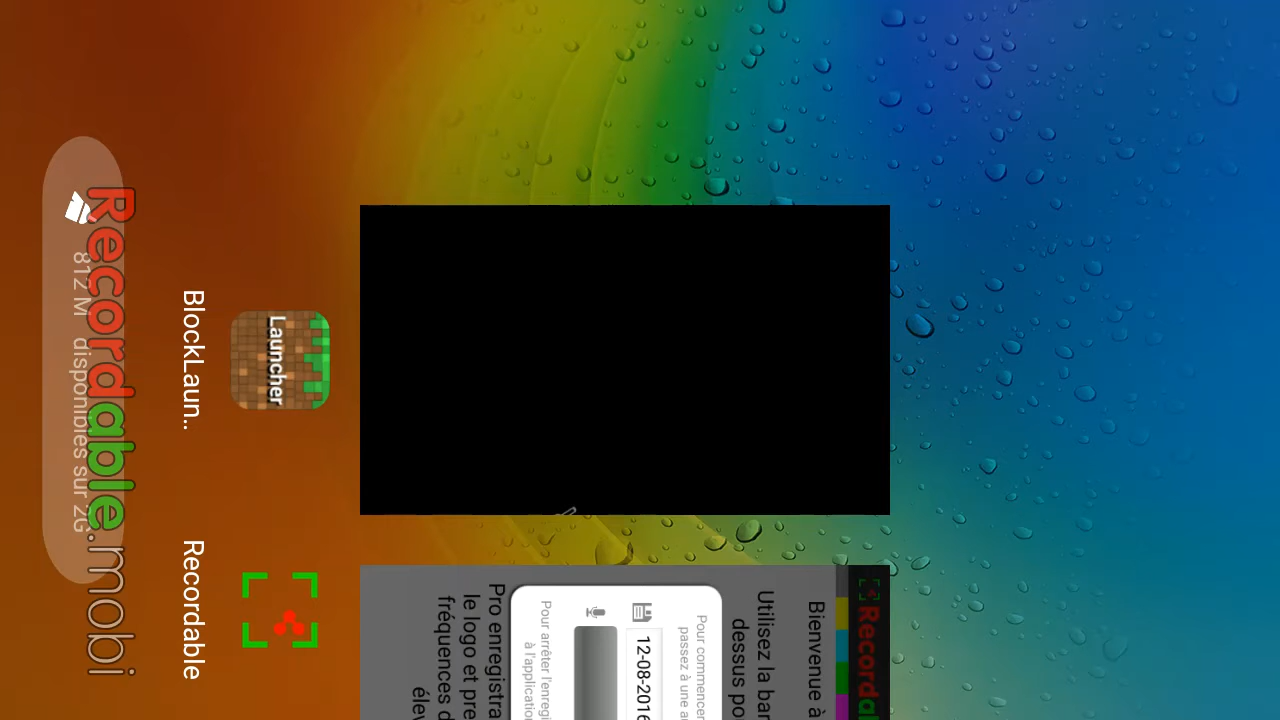 Recordabl
Bienvenue à
Utilisez la bar
dessus po
Pour commencer
passez à une a
12-08-2016
Pour arrêter l'enregi
à l'application
Pro enregistra
le logo et pre
fréquences d
élev
Launcher
BlockLaun.. Recordable
Recordable.mobi
812 M disponibles sur 2G